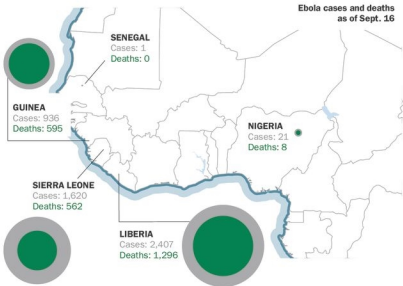 Ebola cases and deaths
as of Sept. 16
SENEGAL
Cases: 1
Deaths: 0
GUINEA
Cases: 936
Deaths: 595
NIGERIA
Cases: 21
Deaths: 8
SIERRA LEONE
Cases: 1,620
Deaths: 562
LIBERIA
Cases: 2,407
Deaths: 1,296